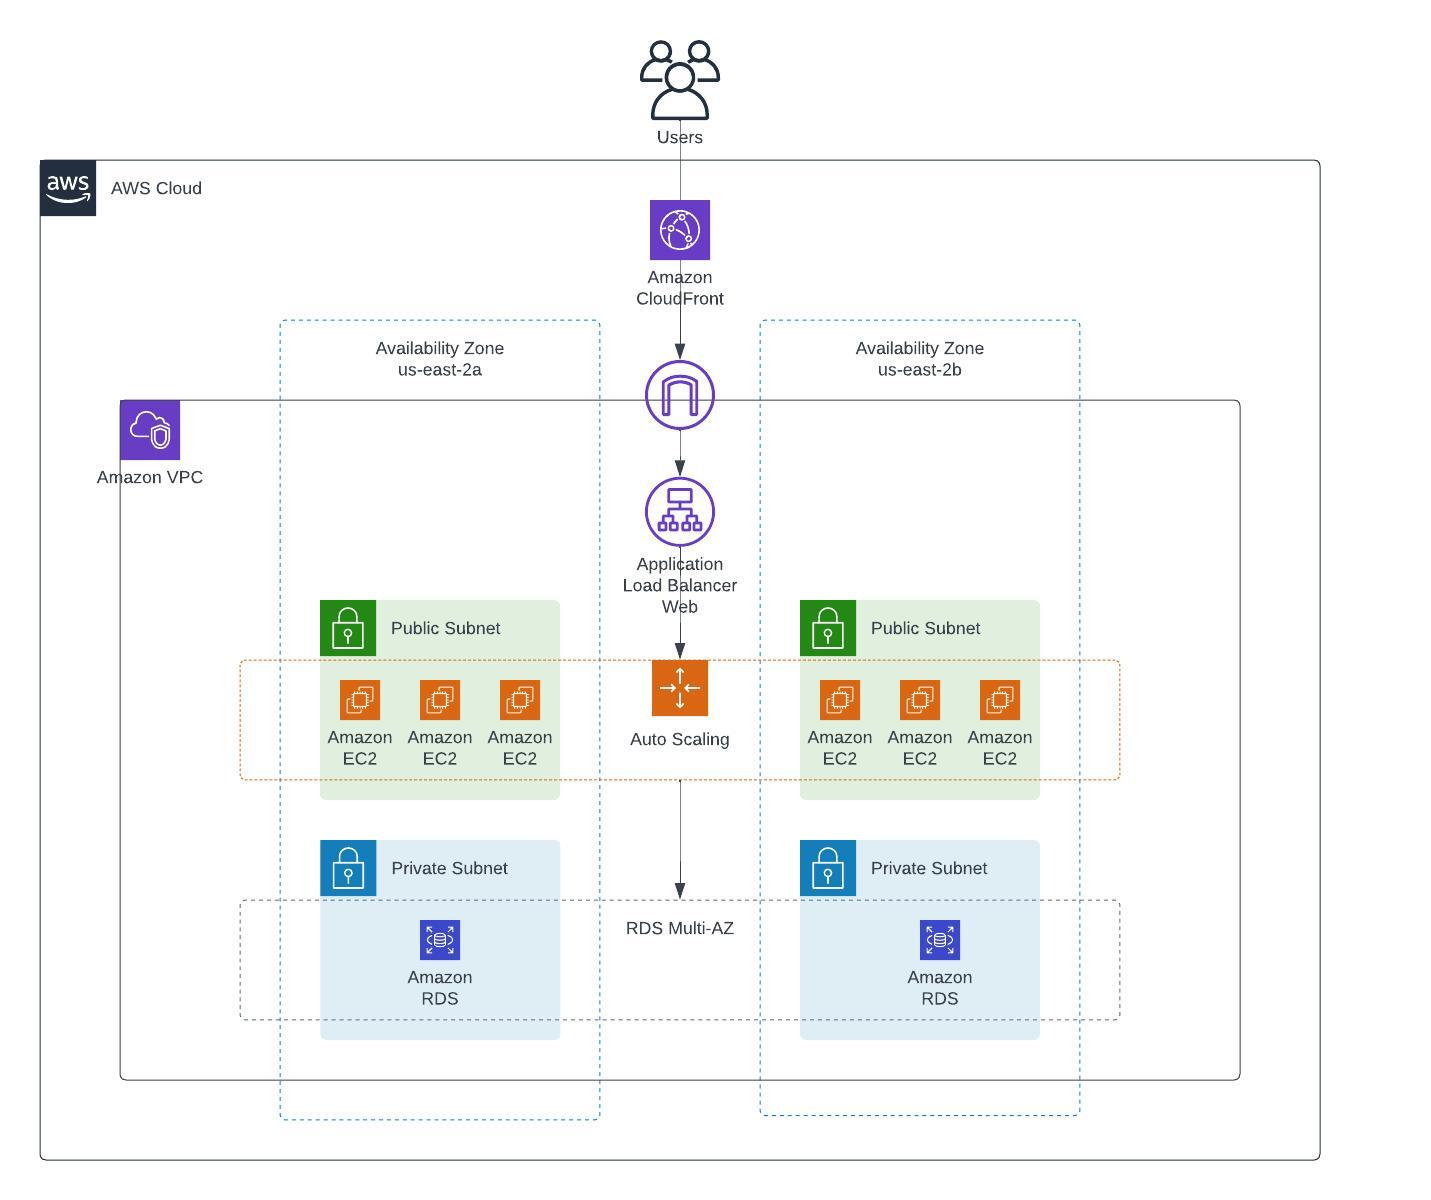 Users
aws
AWS Cloud
Amazon
CloudFront
Availability Zone
us-east-2a
Availability Zone
us-east-2b
Amazon VPC
Application
Load Balancer
Web
Public Subnet
Public Subnet
Amazon
EC2
Amazon
EC2
Amazon
EC2
Auto Scaling
Amazon
EC2
Amazon
EC2
Amazon
EC2
Private Subnet
Private Subnet
RDS Multi-AZ
Amazon
RDS
Amazon
RDS